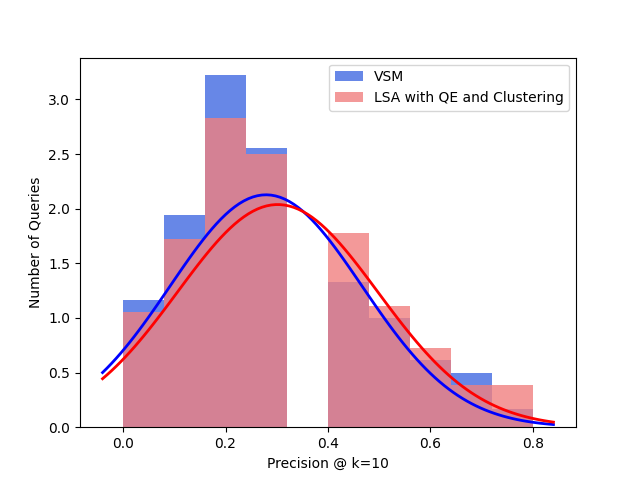 VSM
LSA with QE and Clustering
Number of Queries
3.0
2.5
2.0
1.5
1.0
0.5
0.0
0.0 0.2 0.4 0.6 0.8
Precision @ k=10